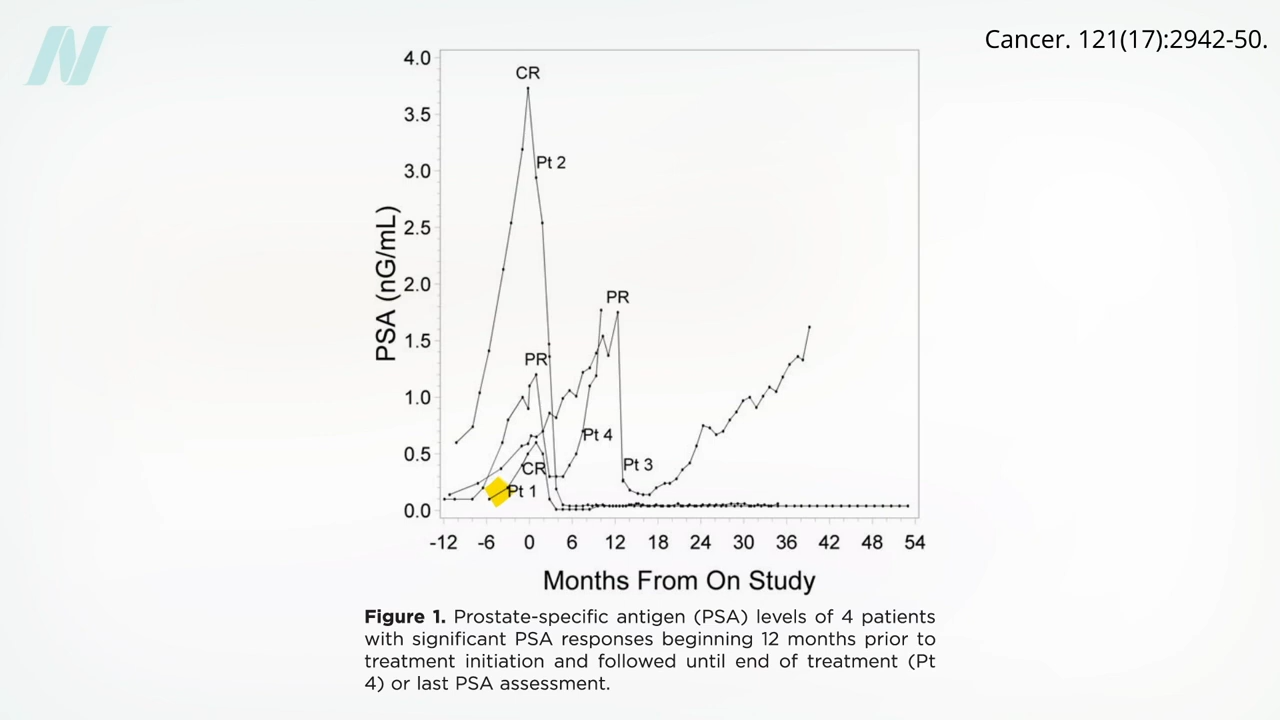 Cancer. 121(17):2942-50.
4.0
3.5
3.0
2.5
2.0
1.5
1.0
0.5
0.0
PSA (nG/mL)
CR
Pt 2
PR
PR
Pt 4
Pt 3
CR
Pt 1
-12 -6 0 6 12 18 24 30 36 42 48 54
Months From On Study
Figure 1. Prostate-specific antigen (PSA) levels of 4 patients
with significant PSA responses beginning 12 months prior to
treatment initiation and followed until end of treatment (Pt
4) or last PSA assessment.